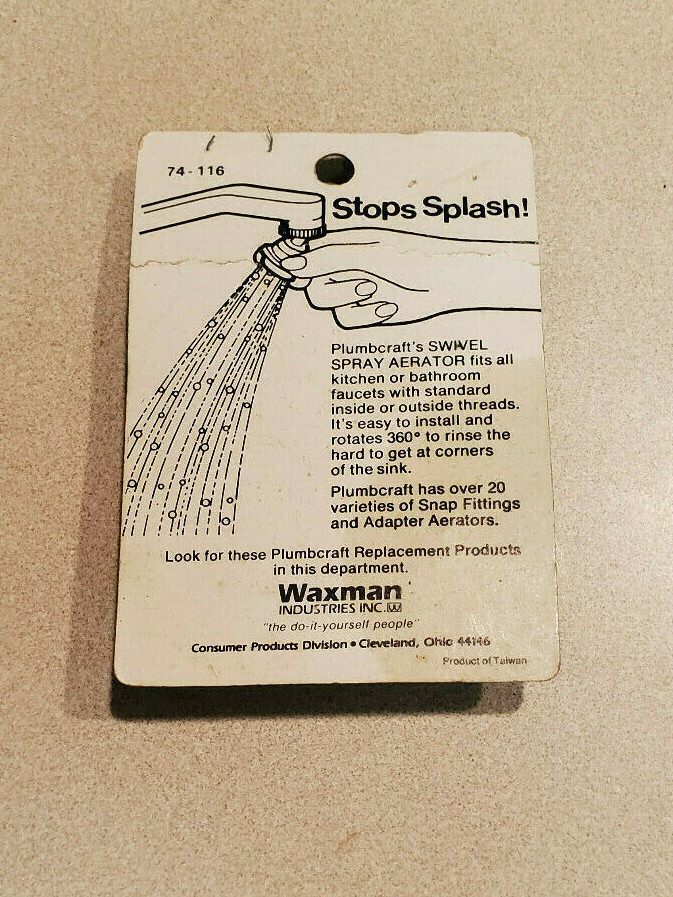 74-116
Stops Splash!
Plumbcraft's SWIVEL
SPRAY AERATOR fits all
kitchen or bathroom
faucets with standard
inside or outside threads.
It's easy to install and
rotates 360° to rinse the
hard to get at corners
of the sink.
Plumbcraft has over 20
varieties of Snap Fittings
and Adapter Aerators.
Look for these Plumbcraft Replacement Products
in this department.
Waxman
INDUSTRIES INC. W
"the do-it-yourself people"
Consumer Products Division • Cleveland, Ohio 44146
Product of Taiwan